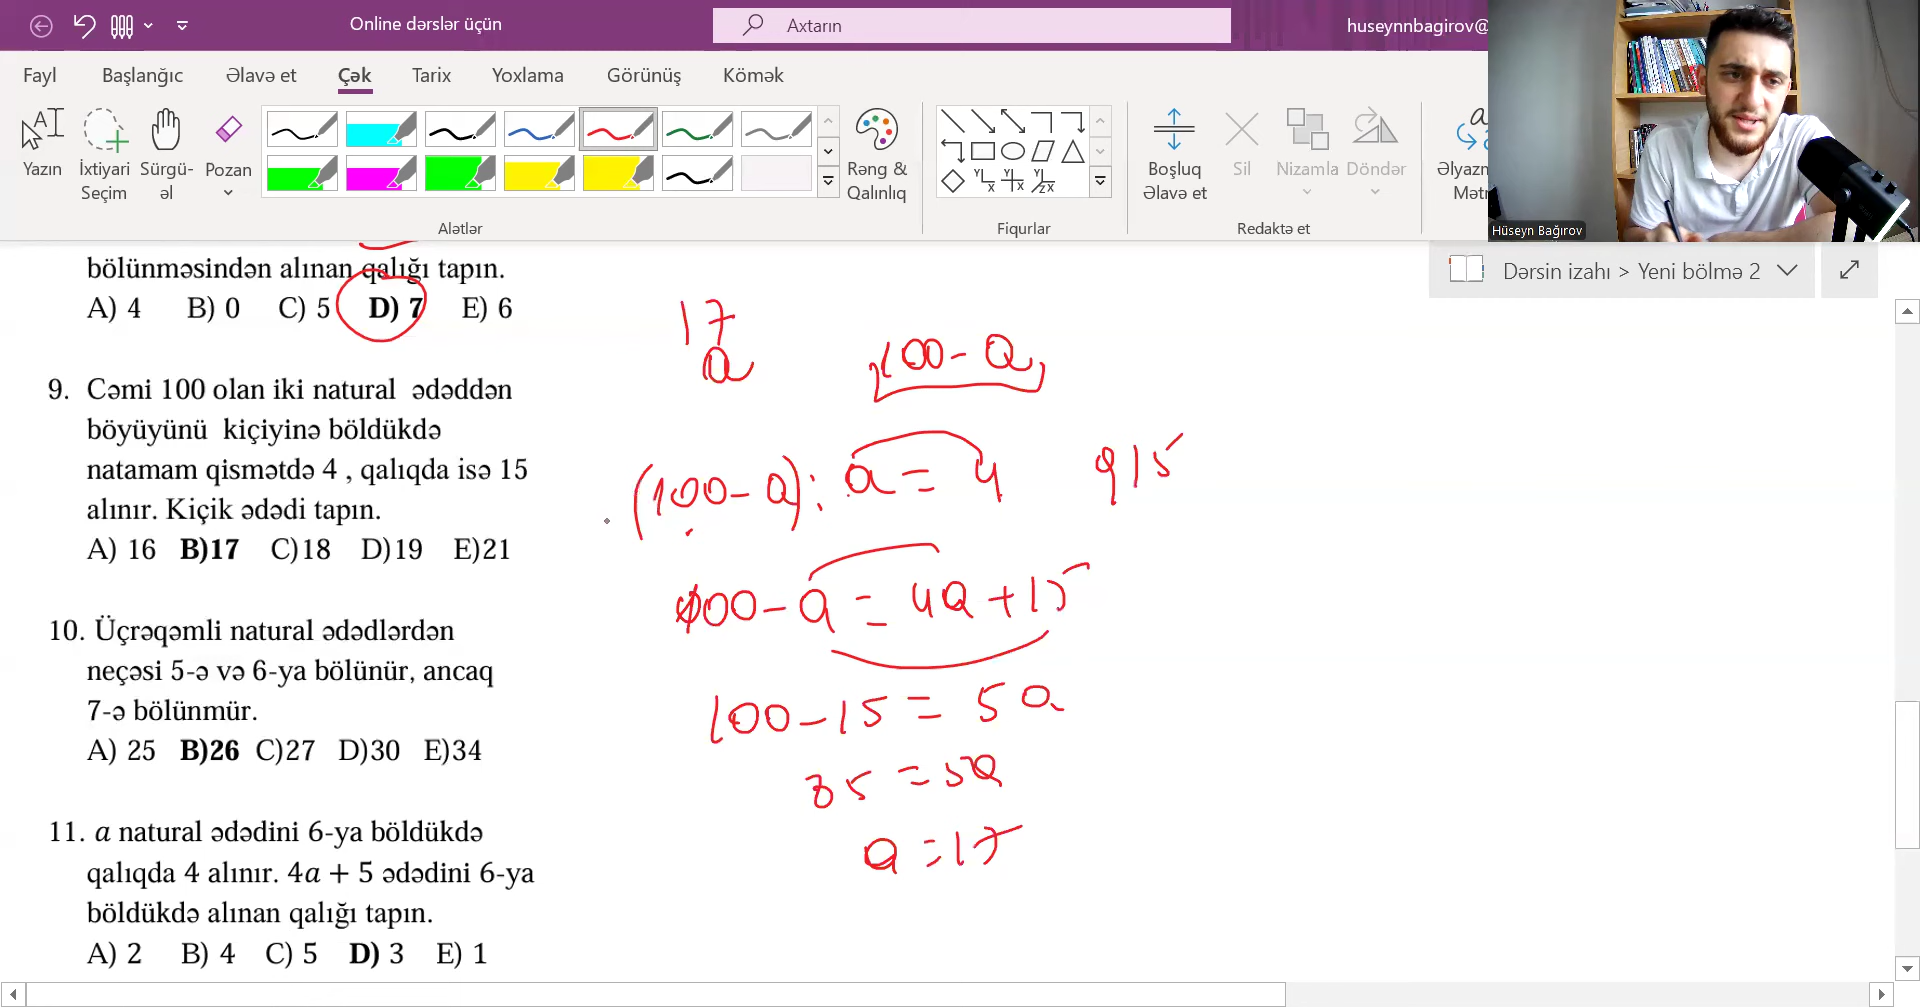 Online dərslər üçün
Axtarın
huseynnbagirov@
Fayl Başlanğıc Əlavə et Çək Tarix Yoxlama Görünüş Kömək
Yazın
İxtiyari Seçim
Sürgü-əl
Pozan
Rəng & Qalınlıq
Boşluq Əlavə et
Sil
Nizamla
Döndər
Əlyazm
Mətr
Alətlər
Fiqurlar
Redaktə et
Hüseyn Bağırov
Dərsin izahı > Yeni bölmə 2
bölünməsindən alınan qalığı tapın.
A) 4 B) 0 C) 5 D) 7 E) 6
9. Cəmi 100 olan iki natural ədəddən
böyüyünü kiçiyinə böldükdə
natamam qismətdə 4 , qalıqda isə 15
alınır. Kiçik ədədi tapın.
A) 16 B)17 C)18 D)19 E)21
10. Üçrəqəmli natural ədədlərdən
neçəsi 5-ə və 6-ya bölünür, ancaq
7-ə bölünmür.
A) 25 B)26 C)27 D)30 E)34
11. a natural ədədini 6-ya böldükdə
qalıqda 4 alınır. 4a + 5 ədədini 6-ya
böldükdə alınan qalığı tapın.
A) 2 B) 4 C) 5 D) 3 E) 1
17
a
100 - a
(100 - a) : a = 4 q 15
100 - a = 4a + 15
100 - 15 = 5a
85 = 5a
a = 17